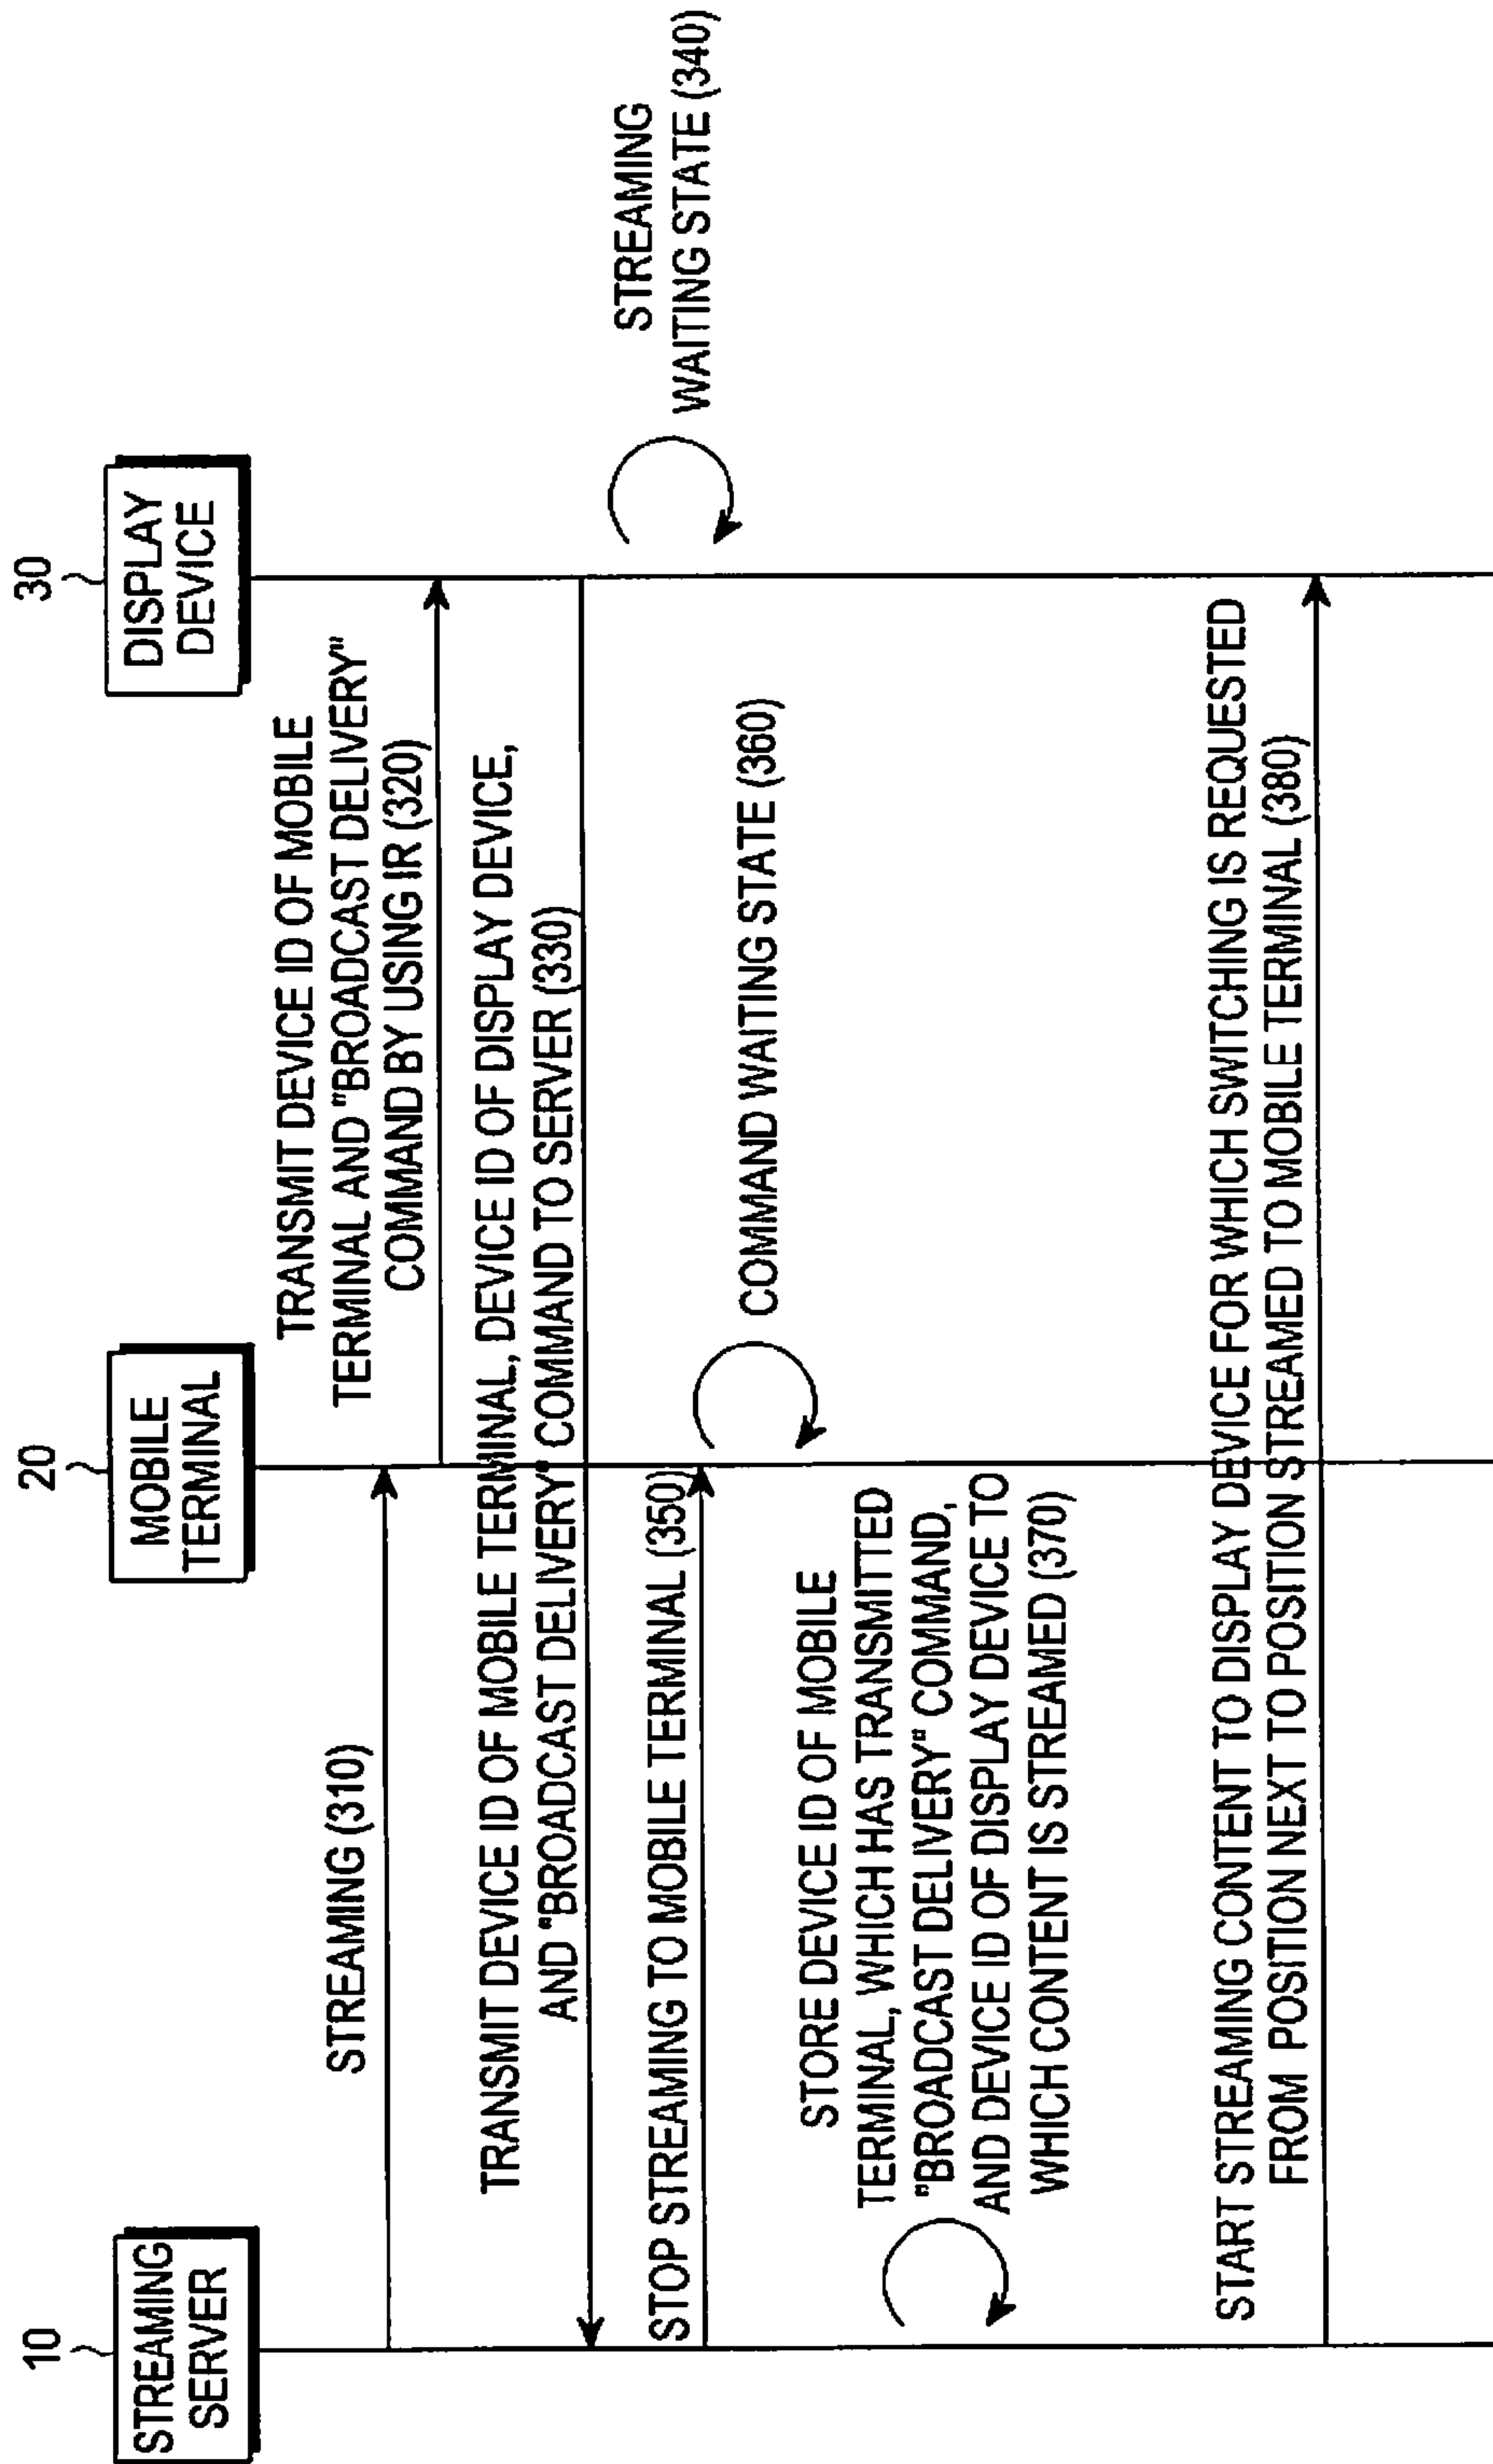 10
STREAMING
SERVER
20
MOBILE
TERMINAL
30
DISPLAY
DEVICE
STREAMING (310)
TRANSMIT DEVICE ID OF MOBILE
TERMINAL AND "BROADCAST DELIVERY"
COMMAND BY USING IR (320)
TRANSMIT DEVICE ID OF MOBILE TERMINAL, DEVICE ID OF DISPLAY DEVICE,
AND "BROADCAST DELIVERY" COMMAND TO SERVER (330)
STREAMING
WAITING STATE (340)
STOP STREAMING TO MOBILE TERMINAL (350)
COMMAND WAITING STATE (360)
STORE DEVICE ID OF MOBILE
TERMINAL, WHICH HAS TRANSMITTED
"BROADCAST DELIVERY" COMMAND,
AND DEVICE ID OF DISPLAY DEVICE TO
WHICH CONTENT IS STREAMED (370)
START STREAMING CONTENT TO DISPLAY DEVICE FOR WHICH SWITCHING IS REQUESTED
FROM POSITION NEXT TO POSITION STREAMED TO MOBILE TERMINAL (380)